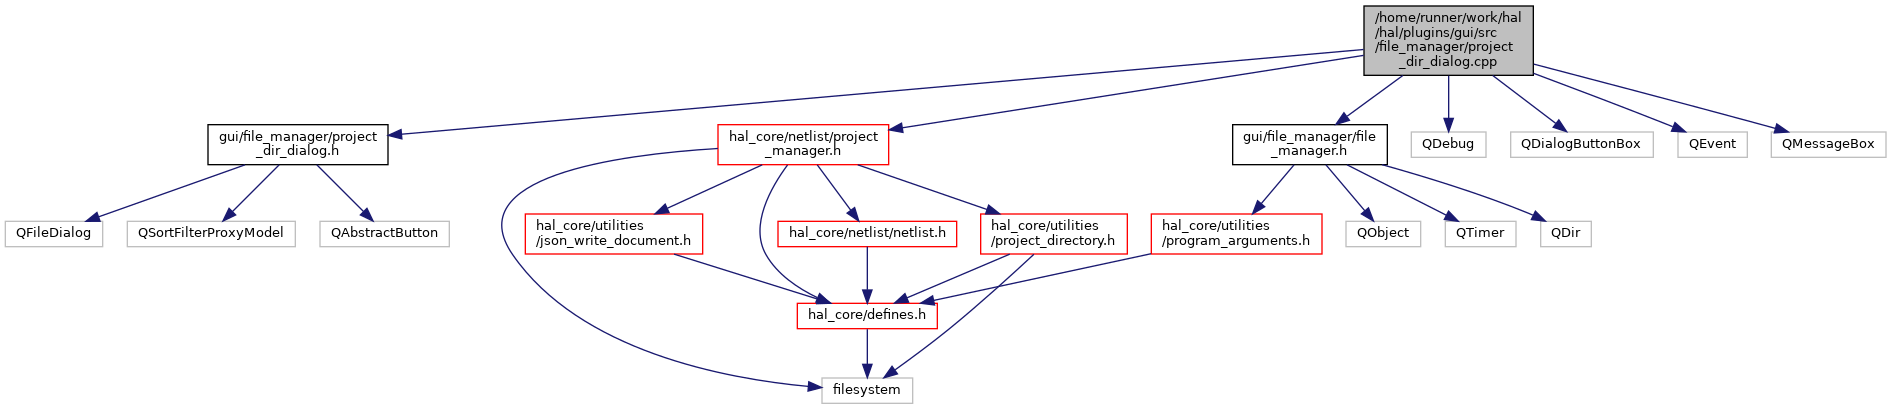 /home/runner/work/hal
/hal/plugins/gui/src
/file_manager/project
_dir_dialog.cpp
gui/file_manager/project
_dir_dialog.h
hal_core/netlist/project
_manager.h
gui/file_manager/file
_manager.h
QDebug
QDialogButtonBox
QEvent
QMessageBox
QFileDialog
QSortFilterProxyModel
QAbstractButton
hal_core/utilities
/json_write_document.h
hal_core/netlist/netlist.h
hal_core/utilities
/project_directory.h
hal_core/utilities
/program_arguments.h
QObject
QTimer
QDir
hal_core/defines.h
filesystem